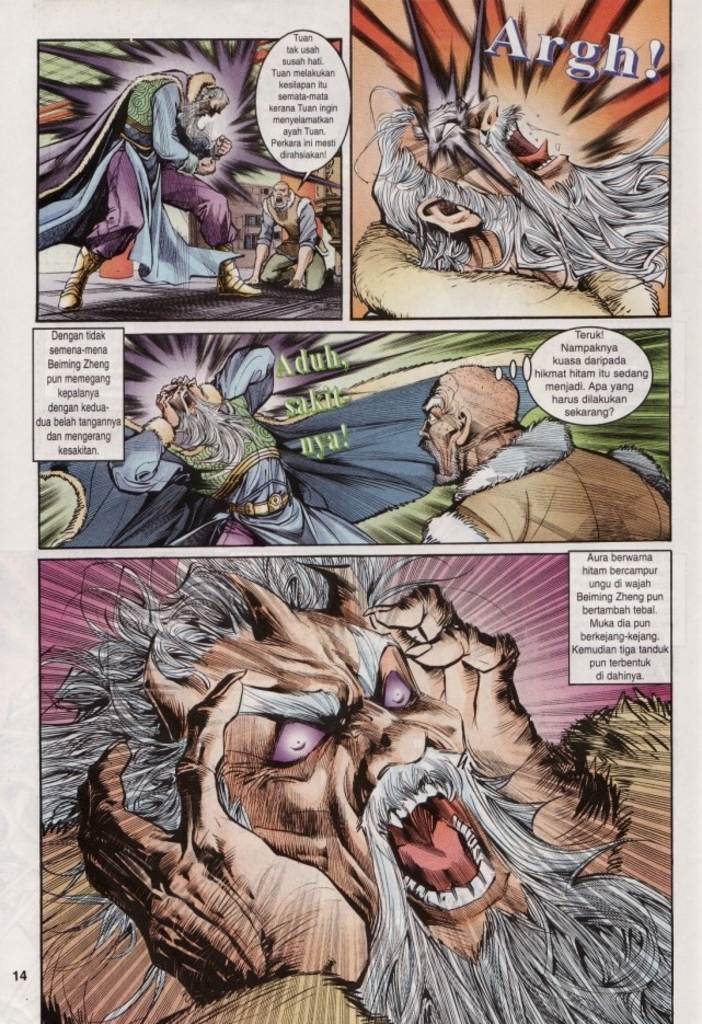 Tuan
tak usah
susah hati.
Tuan melakukan
kesilapan itu
semata-mata
kerana Tuan ingin
menyelamatkan
ayah Tuan.
Perkara ini mesti
dirahsiakan!
Argh!
Dengan tidak
semena-mena
Beiming Zheng
pun memegang
kepalanya
dengan kedua-
dua belah tangannya
dan mengerang
kesakitan.
Aduh,
sakit-
nya!
Teruk!
Nampaknya
kuasa daripada
hikmat hitam itu sedang
menjadi. Apa yang
harus dilakukan
sekarang?
Aura berwarna
hitam bercampur
ungu di wajah
Beiming Zheng pun
bertambah tebal.
Muka dia pun
berkejang-kejang.
Kemudian tiga tanduk
pun terbentuk
di dahinya.
14